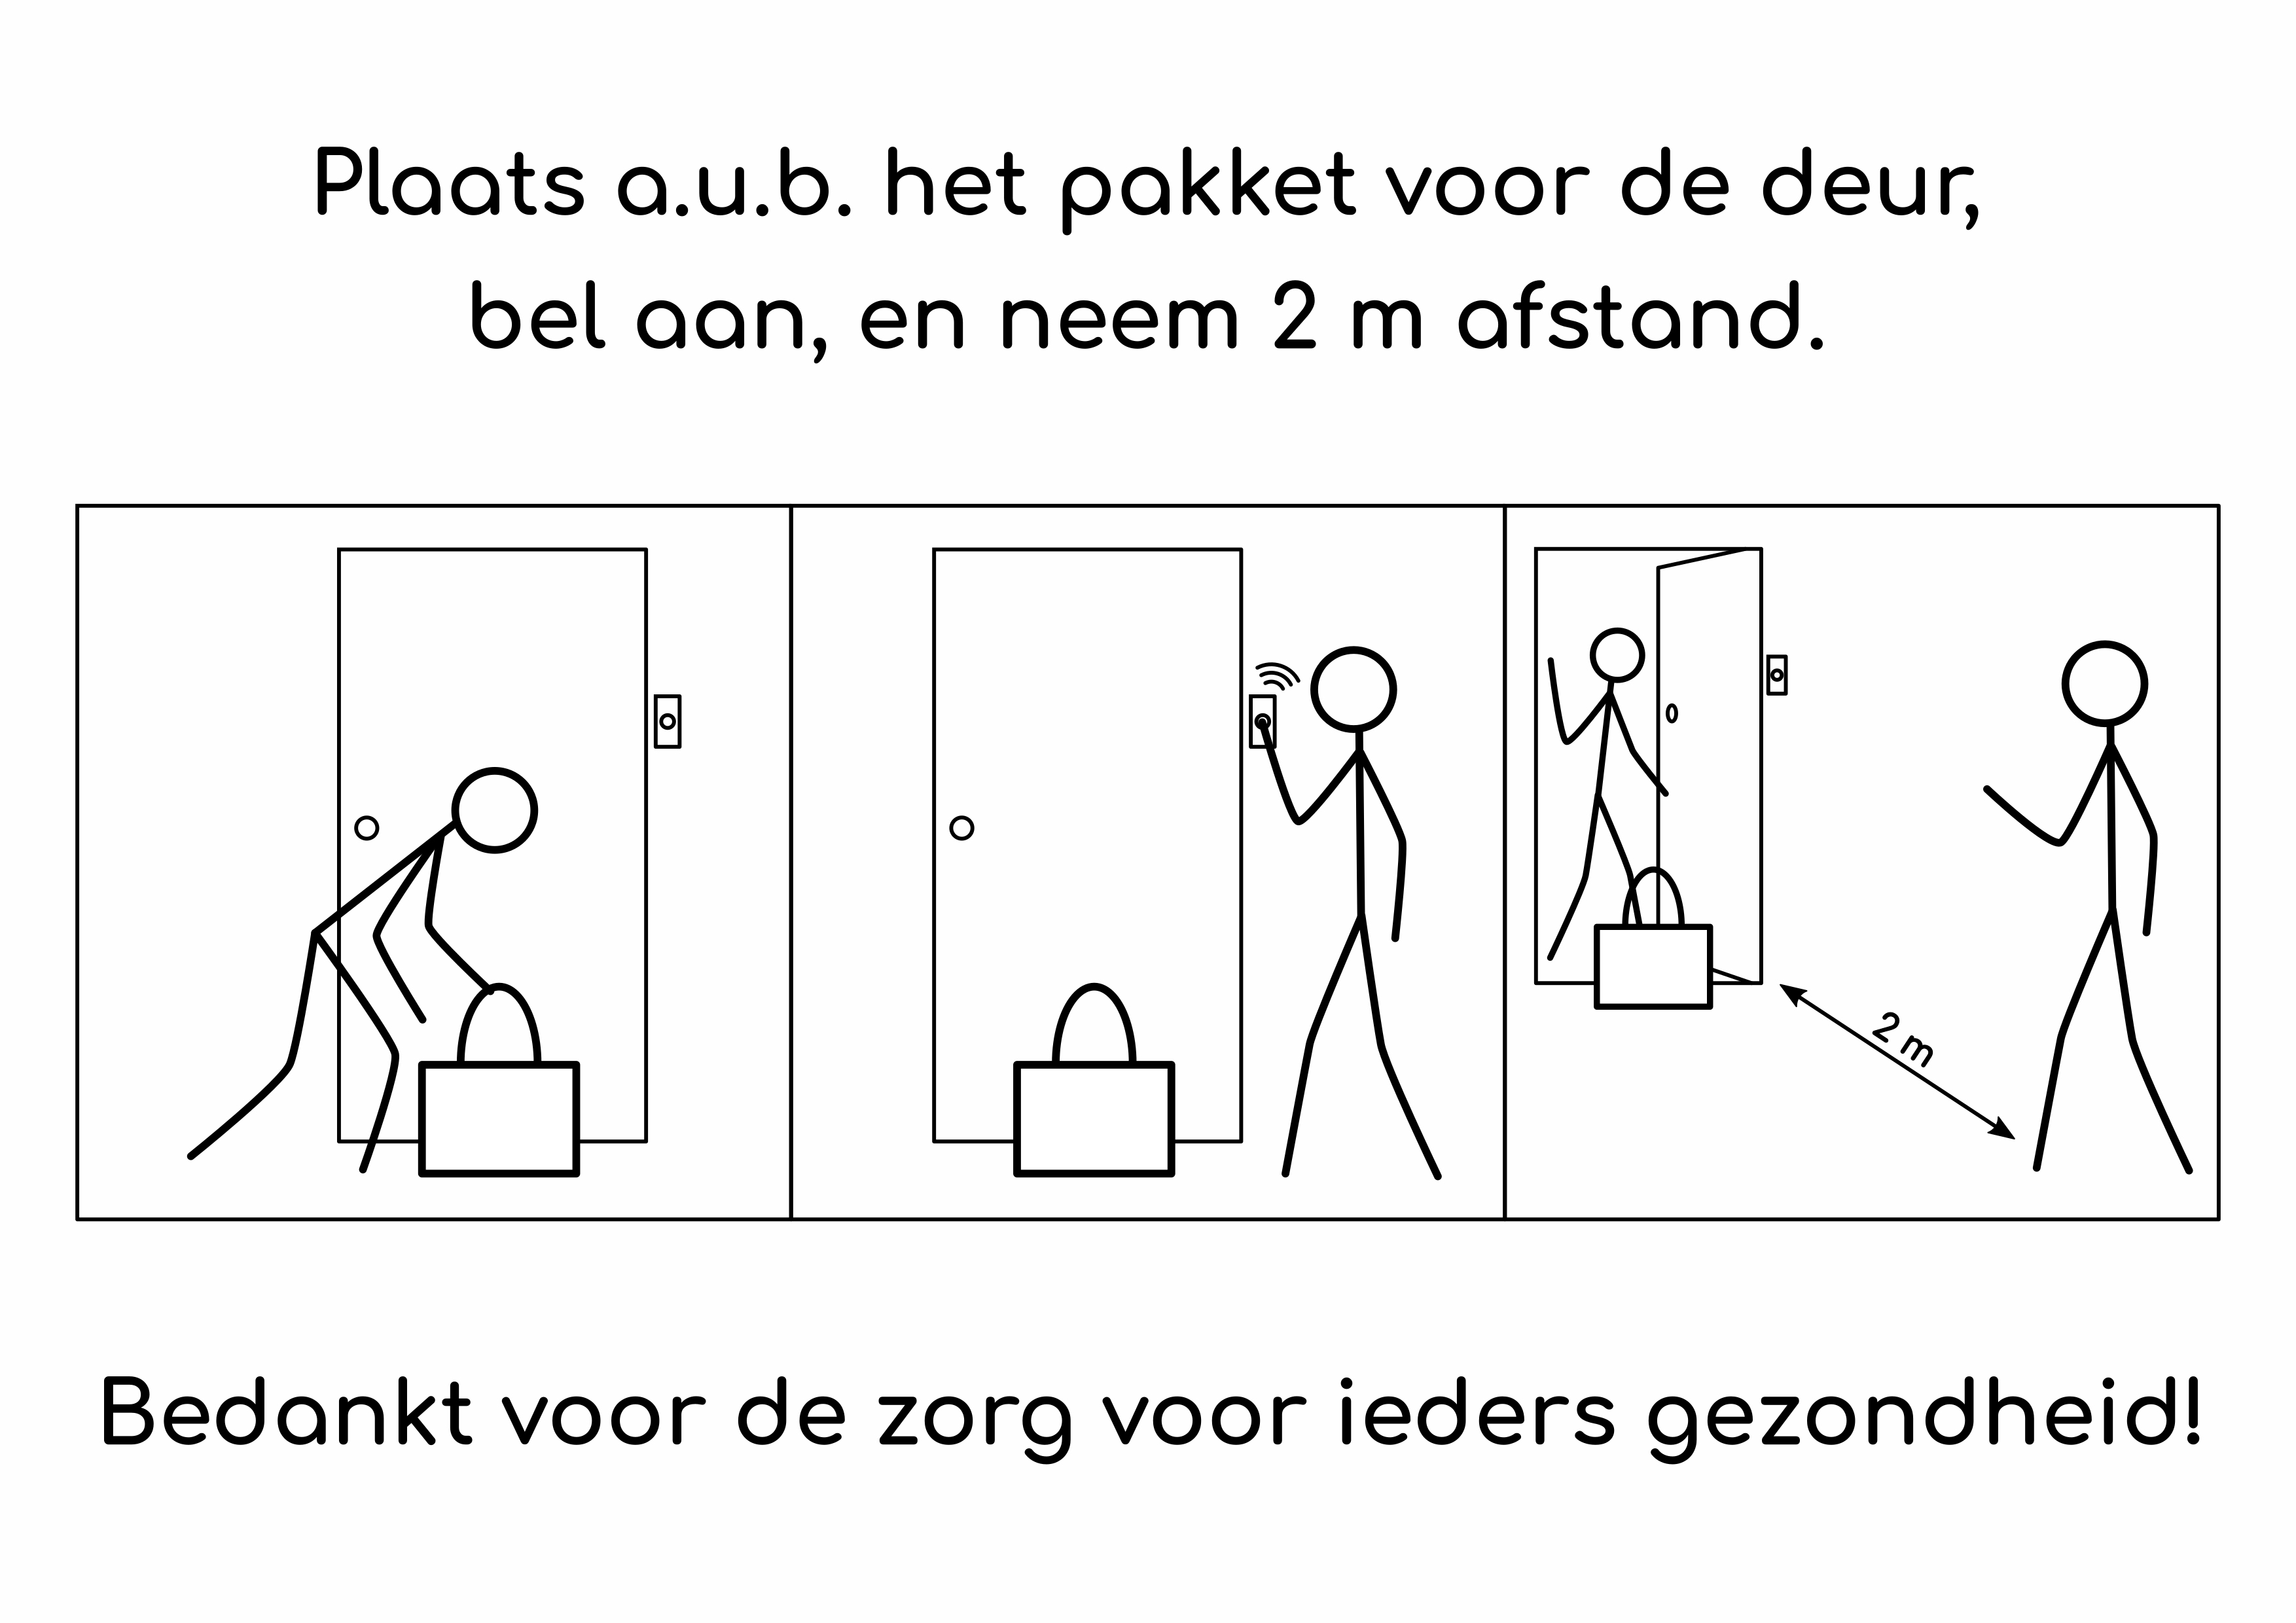 Plaats a.u.b. het pakket voor de deur,
bel aan, en neem 2 m afstand.
2 m
Bedankt voor de zorg voor ieders gezondheid!